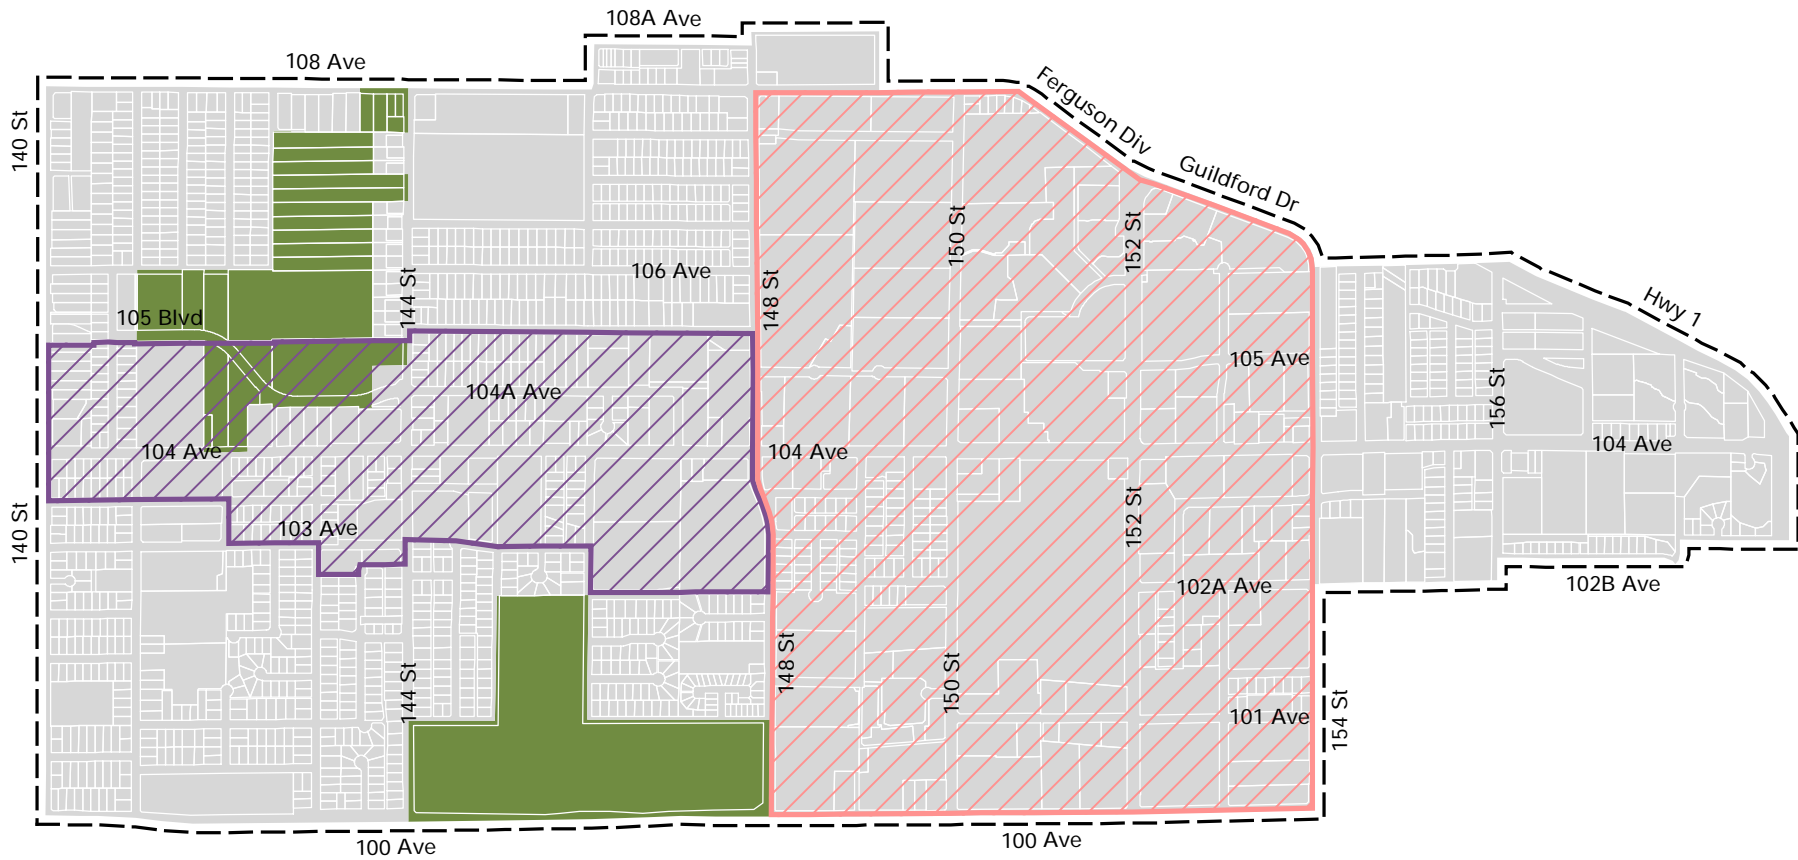 108A Ave
108 Ave
Ferguson Div
140 St
Guildford Dr
150 St
152 St
106 Ave
144 St
148 St
Hwy 1
105 Blvd
105 Ave
104A Ave
156 St
104 Ave
104 Ave
104 Ave
140 St
103 Ave
152 St
102A Ave
102B Ave
148 St
150 St
144 St
101 Ave
154 St
100 Ave
100 Ave